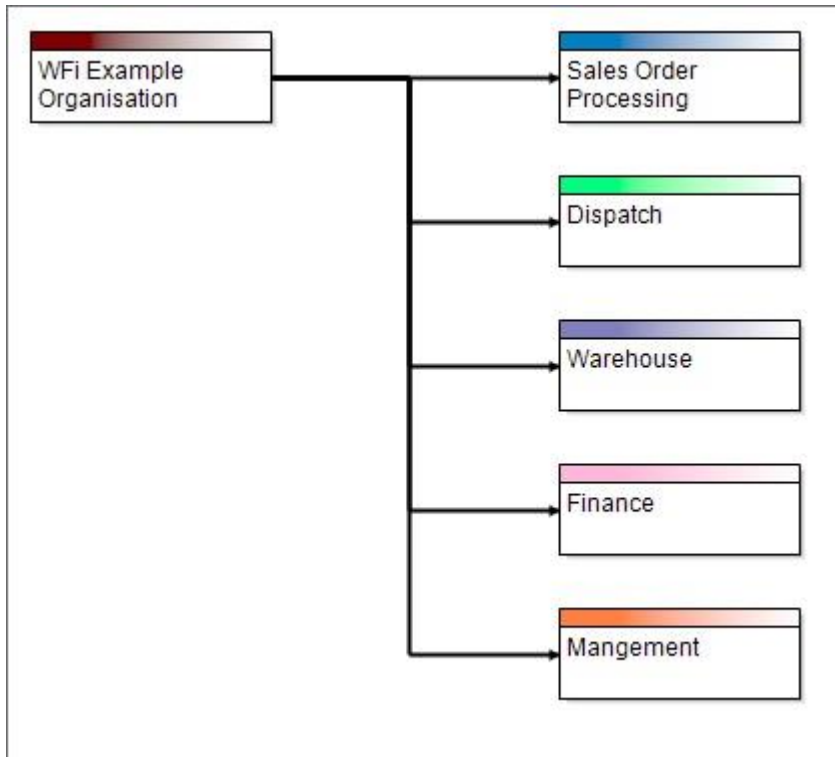 WFi Example
Organisation
Sales Order
Processing
Dispatch
Warehouse
Finance
Mangement